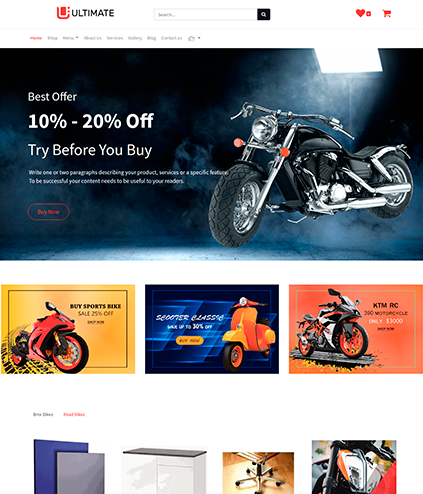 ULTIMATE
Search...
0
Home Shop Menu About Us Services Gallery Blog Contact us
Best Offer
10% - 20% Off
Try Before You Buy
Write one or two paragraphs describing your product, services or a specific feature.
To be successful your content needs to be useful to your readers.
Buy Now
BUY SPORTS BIKE
SALE 25% OFF
SHOP NOW
SCOOTER CLASSIC
SALE UP TO 30% OFF
BUY NOW
KTM RC
390 MOTORCYCLE
ONLY $3000
SHOP NOW
Bmx Bikes Road Bikes